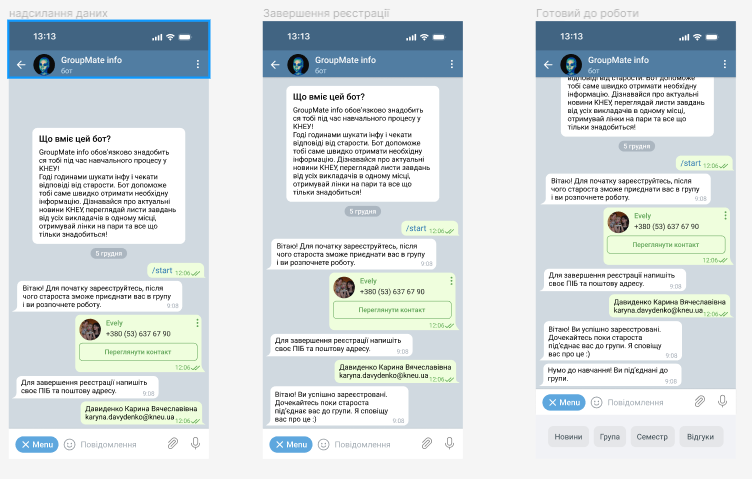 надсилання даних
13:13
GroupMate info
бот
Що вміє цей бот?
GroupMate info обов'язково знадобить
ся тобі під час навчального процесу у
КНЕУ!
Годі годинами шукати інфу і чекати
відповіді від старости. Бот допоможе
тобі саме швидко отримати необхідну
інформацію. Дізнавайся про актуальні
новини КНЕУ, переглядай листи завдань
від усіх викладачів в одному місці,
отримувай лінки на пари та все що
тільки знадобиться!
5 грудня
/start 12:06
Вітаю! Для початку зареєструйтесь, після
чого староста зможе приєднати вас в групу
і ви розпочнете роботу. 9:08
Evely
+380 (53) 637 67 90
Переглянути контакт
12:06
Для завершення реєстрації напишіть
своє ПІБ та поштову адресу. 9:08
Давиденко Карина Вячеславівна
karyna.davydenko@kneu.ua 12:06
Menu
Повідомлення
Завершення реєстрації
13:13
GroupMate info
бот
Що вміє цей бот?
GroupMate info обов'язково знадобить
ся тобі під час навчального процесу у
КНЕУ!
Годі годинами шукати інфу і чекати
відповіді від старости. Бот допоможе
тобі саме швидко отримати необхідну
інформацію. Дізнавайся про актуальні
новини КНЕУ, переглядай листи завдань
від усіх викладачів в одному місці,
отримувай лінки на пари та все що
тільки знадобиться!
5 грудня
/start 12:06
Вітаю! Для початку зареєструйтесь, після
чого староста зможе приєднати вас в групу
і ви розпочнете роботу. 9:08
Evely
+380 (53) 637 67 90
Переглянути контакт
12:06
Для завершення реєстрації напишіть
своє ПІБ та поштову адресу. 9:08
Давиденко Карина Вячеславівна
karyna.davydenko@kneu.ua 12:06
Вітаю! Ви успішно зареєстровані.
Дочекайтесь поки староста
під'єднає вас до групи. Я сповіщу
вас про це :) 9:08
Menu
Повідомлення
Готовий до роботи
13:13
GroupMate info
бот
відповіді від старости. Бот допоможе
тобі саме швидко отримати необхідну
інформацію. Дізнавайся про актуальні
новини КНЕУ, переглядай листи завдань
від усіх викладачів в одному місці,
отримувай лінки на пари та все що
тільки знадобиться!
5 грудня
/start 12:06
Вітаю! Для початку зареєструйтесь, після
чого староста зможе приєднати вас в групу
і ви розпочнете роботу. 9:08
Evely
+380 (53) 637 67 90
Переглянути контакт
12:06
Для завершення реєстрації напишіть
своє ПІБ та поштову адресу. 9:08
Давиденко Карина Вячеславівна
karyna.davydenko@kneu.ua 12:06
Вітаю! Ви успішно зареєстровані.
Дочекайтесь поки староста
під'єднає вас до групи. Я сповіщу
вас про це :) 9:08
Нумо до навчання! Ви під'єднані до
групи. 9:08
Menu
Повідомлення
Новини
Група
Семестр
Відгуки